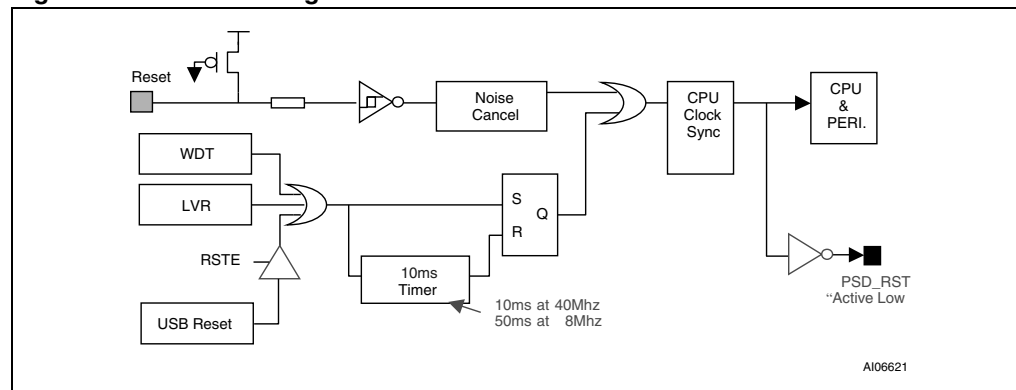 Reset
Noise
Cancel
CPU
Clock
Sync
CPU
&
PERI.
WDT
LVR
S
Q
R
RSTE
10ms
Timer
10ms at 40Mhz
50ms at 8Mhz
USB Reset
PSD_RST
“Active Low
AI06621